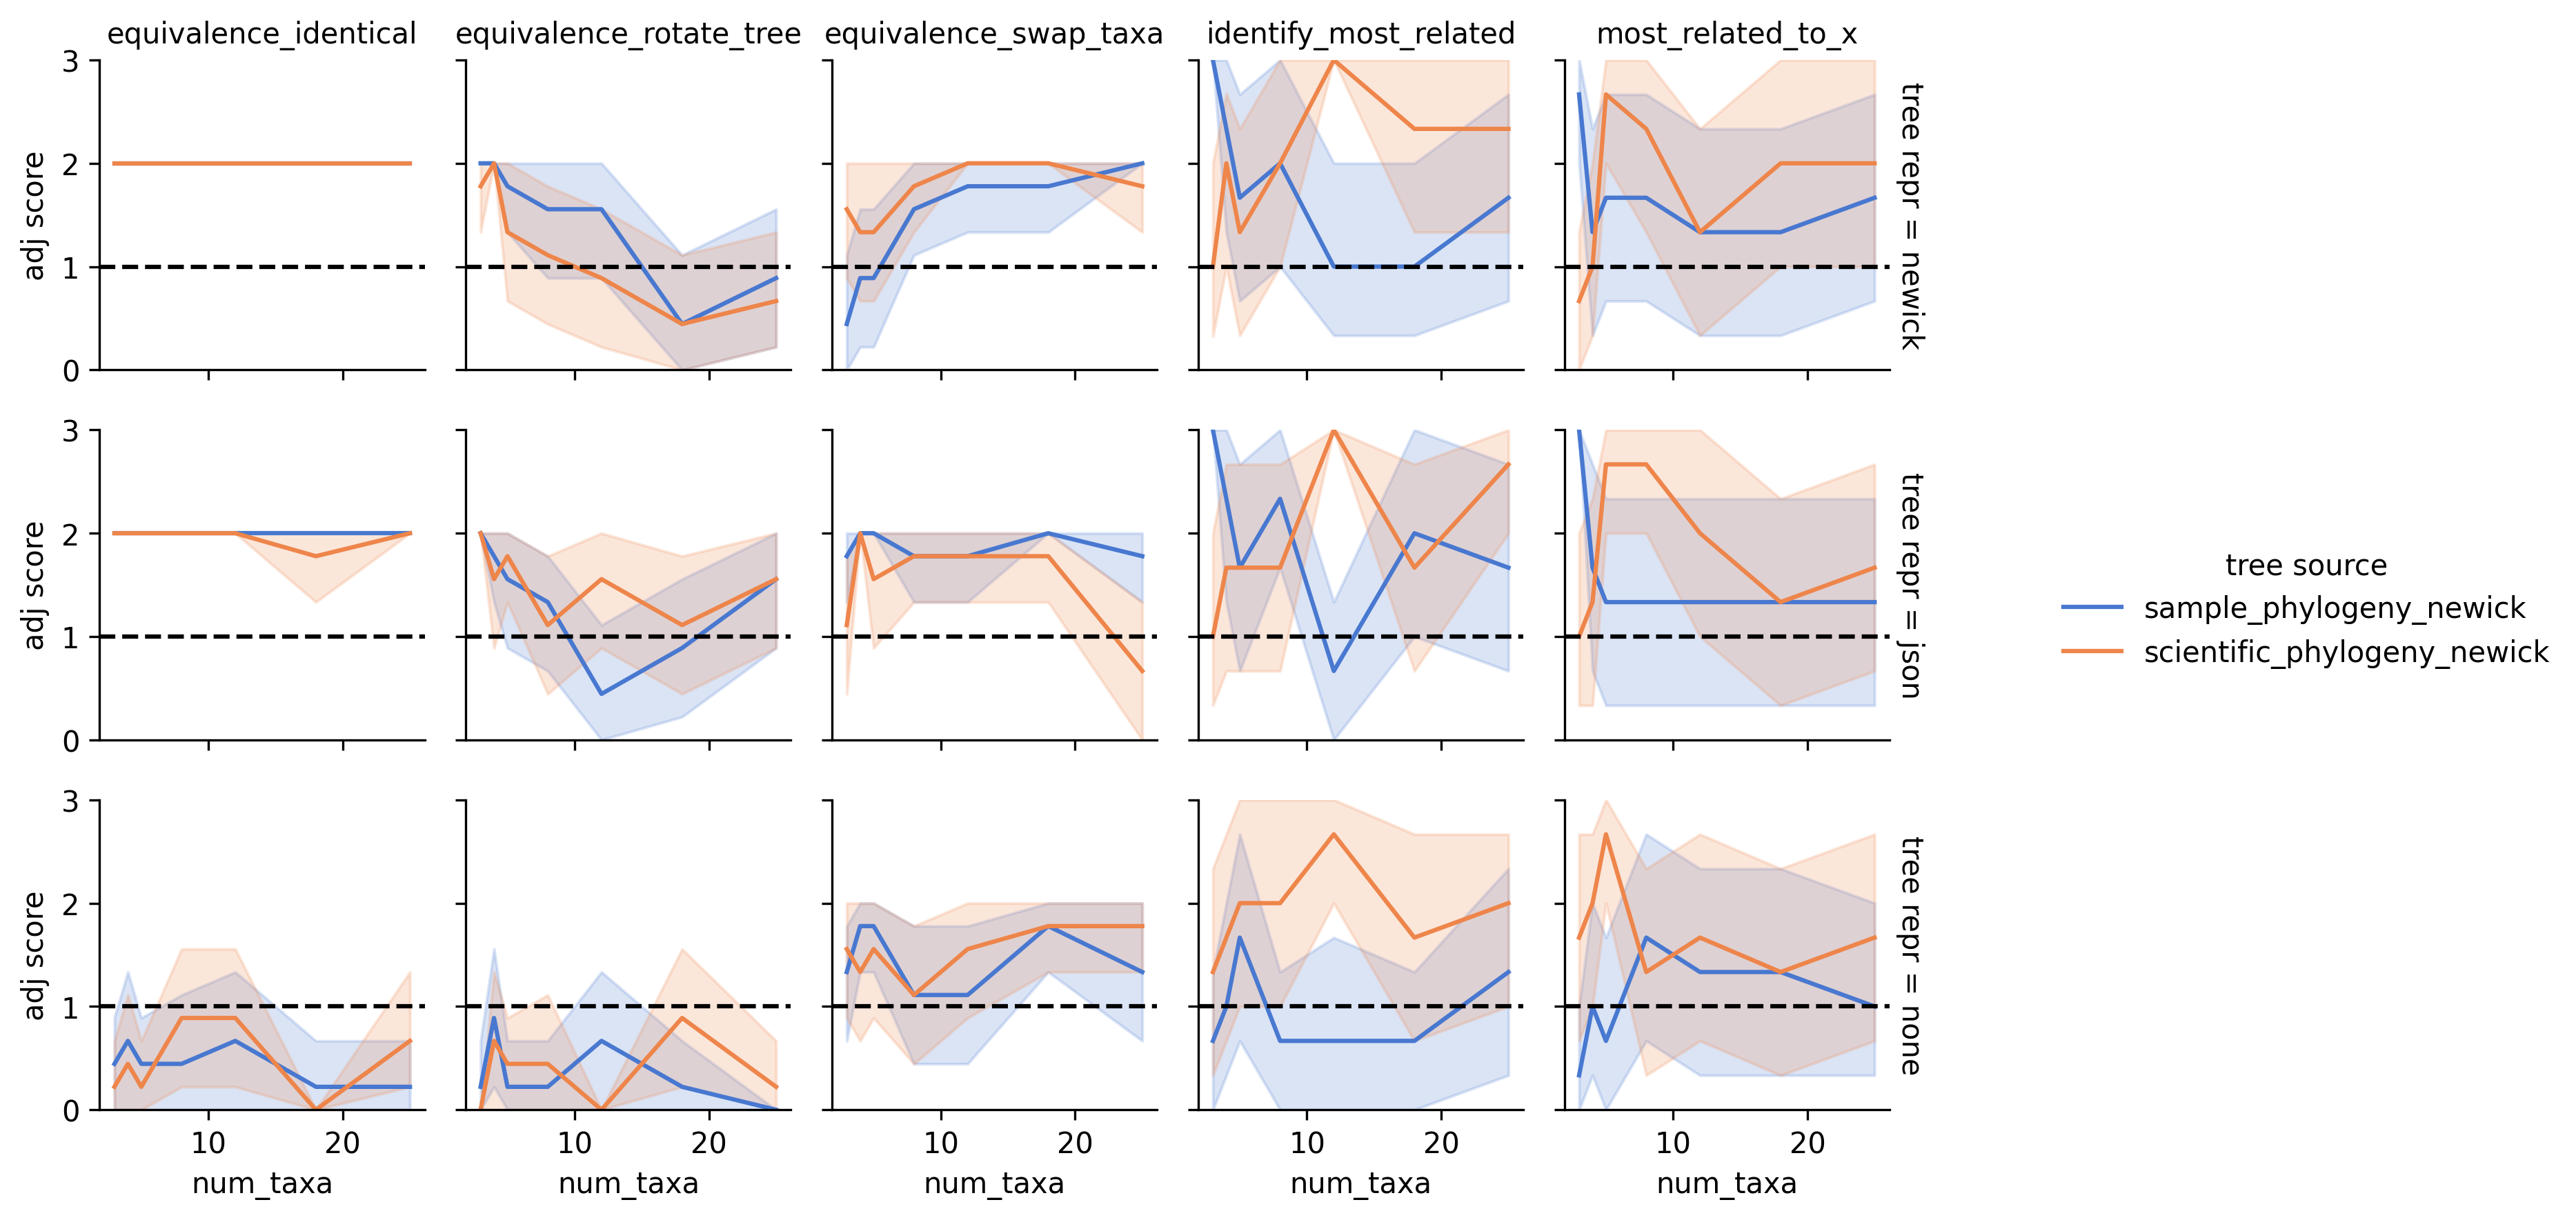 equivalence_identical
equivalence_rotate_tree
equivalence_swap_taxa
identify_most_related
most_related_to_x
3
2
1
0
adj score
tree repr = newick
3
2
1
0
adj score
tree repr = json
tree source
sample_phylogeny_newick
scientific_phylogeny_newick
3
2
1
0
adj score
tree repr = none
10 20
10 20
10 20
10 20
10 20
num_taxa
num_taxa
num_taxa
num_taxa
num_taxa